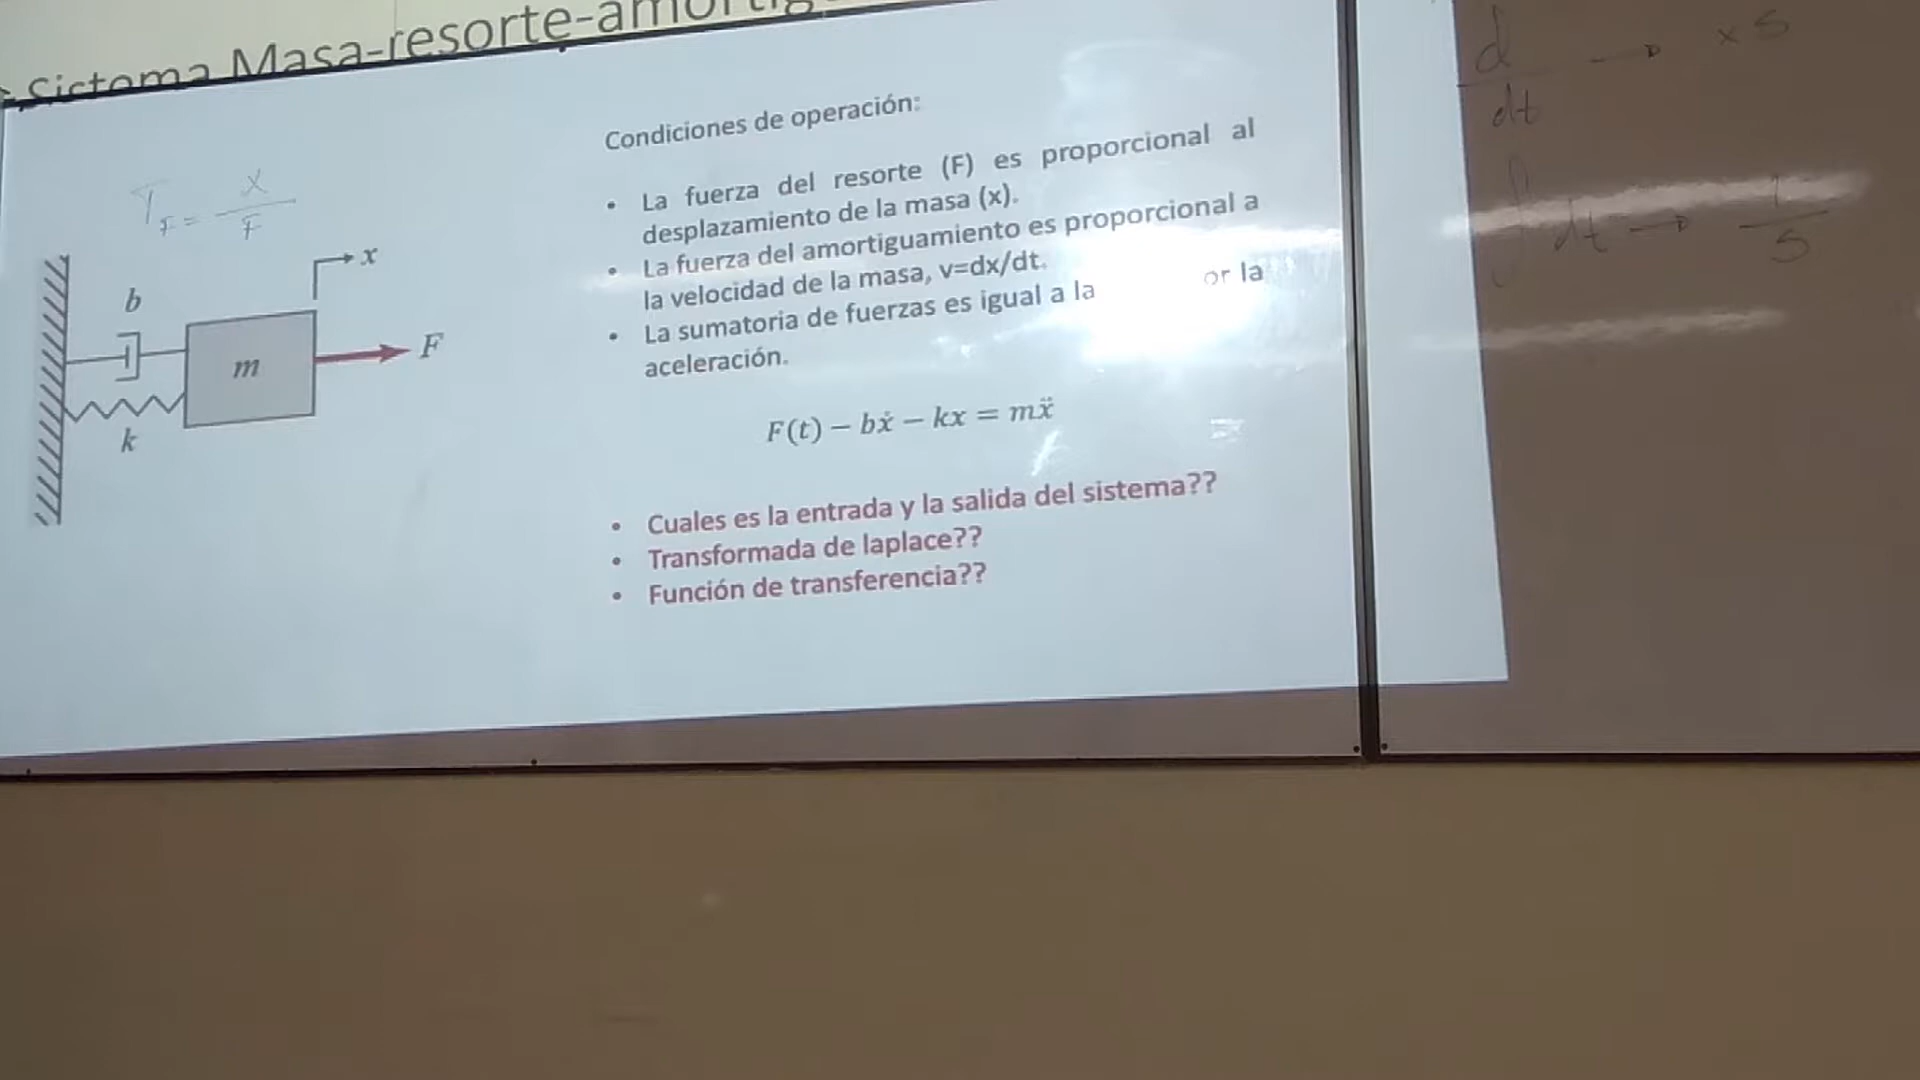 Sistema Masa-resorte-amortig
T_F = X / F
x
b
m
F
k
Condiciones de operación:
• La fuerza del resorte (F) es proporcional al
desplazamiento de la masa (x).
• La fuerza del amortiguamiento es proporcional a
la velocidad de la masa, v=dx/dt.
• La sumatoria de fuerzas es igual a la or la
aceleración.
F(t) − bẋ − kx = mẍ
• Cuales es la entrada y la salida del sistema??
• Transformada de laplace??
• Función de transferencia??
d/dt → x s
∫ dt → 1/s